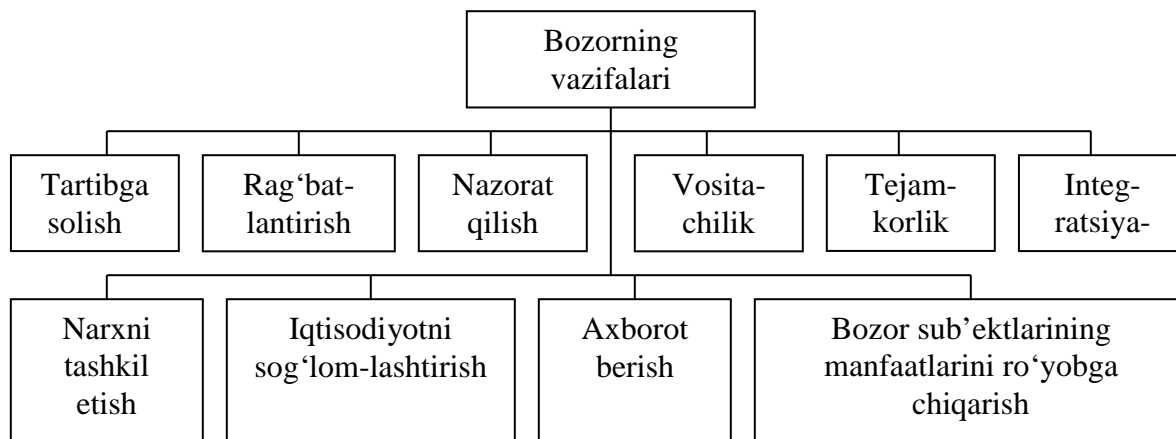 Bozorning
vazifalari
Tartibga
solish
Rag‘bat-
lantirish
Nazorat
qilish
Vosita-
chilik
Tejam-
korlik
Integ-
ratsiya-
Narxni
tashkil
etish
Iqtisodiyotni
sog‘lom-lashtirish
Axborot
berish
Bozor sub’ektlarining
manfaatlarini ro‘yobga
chiqarish